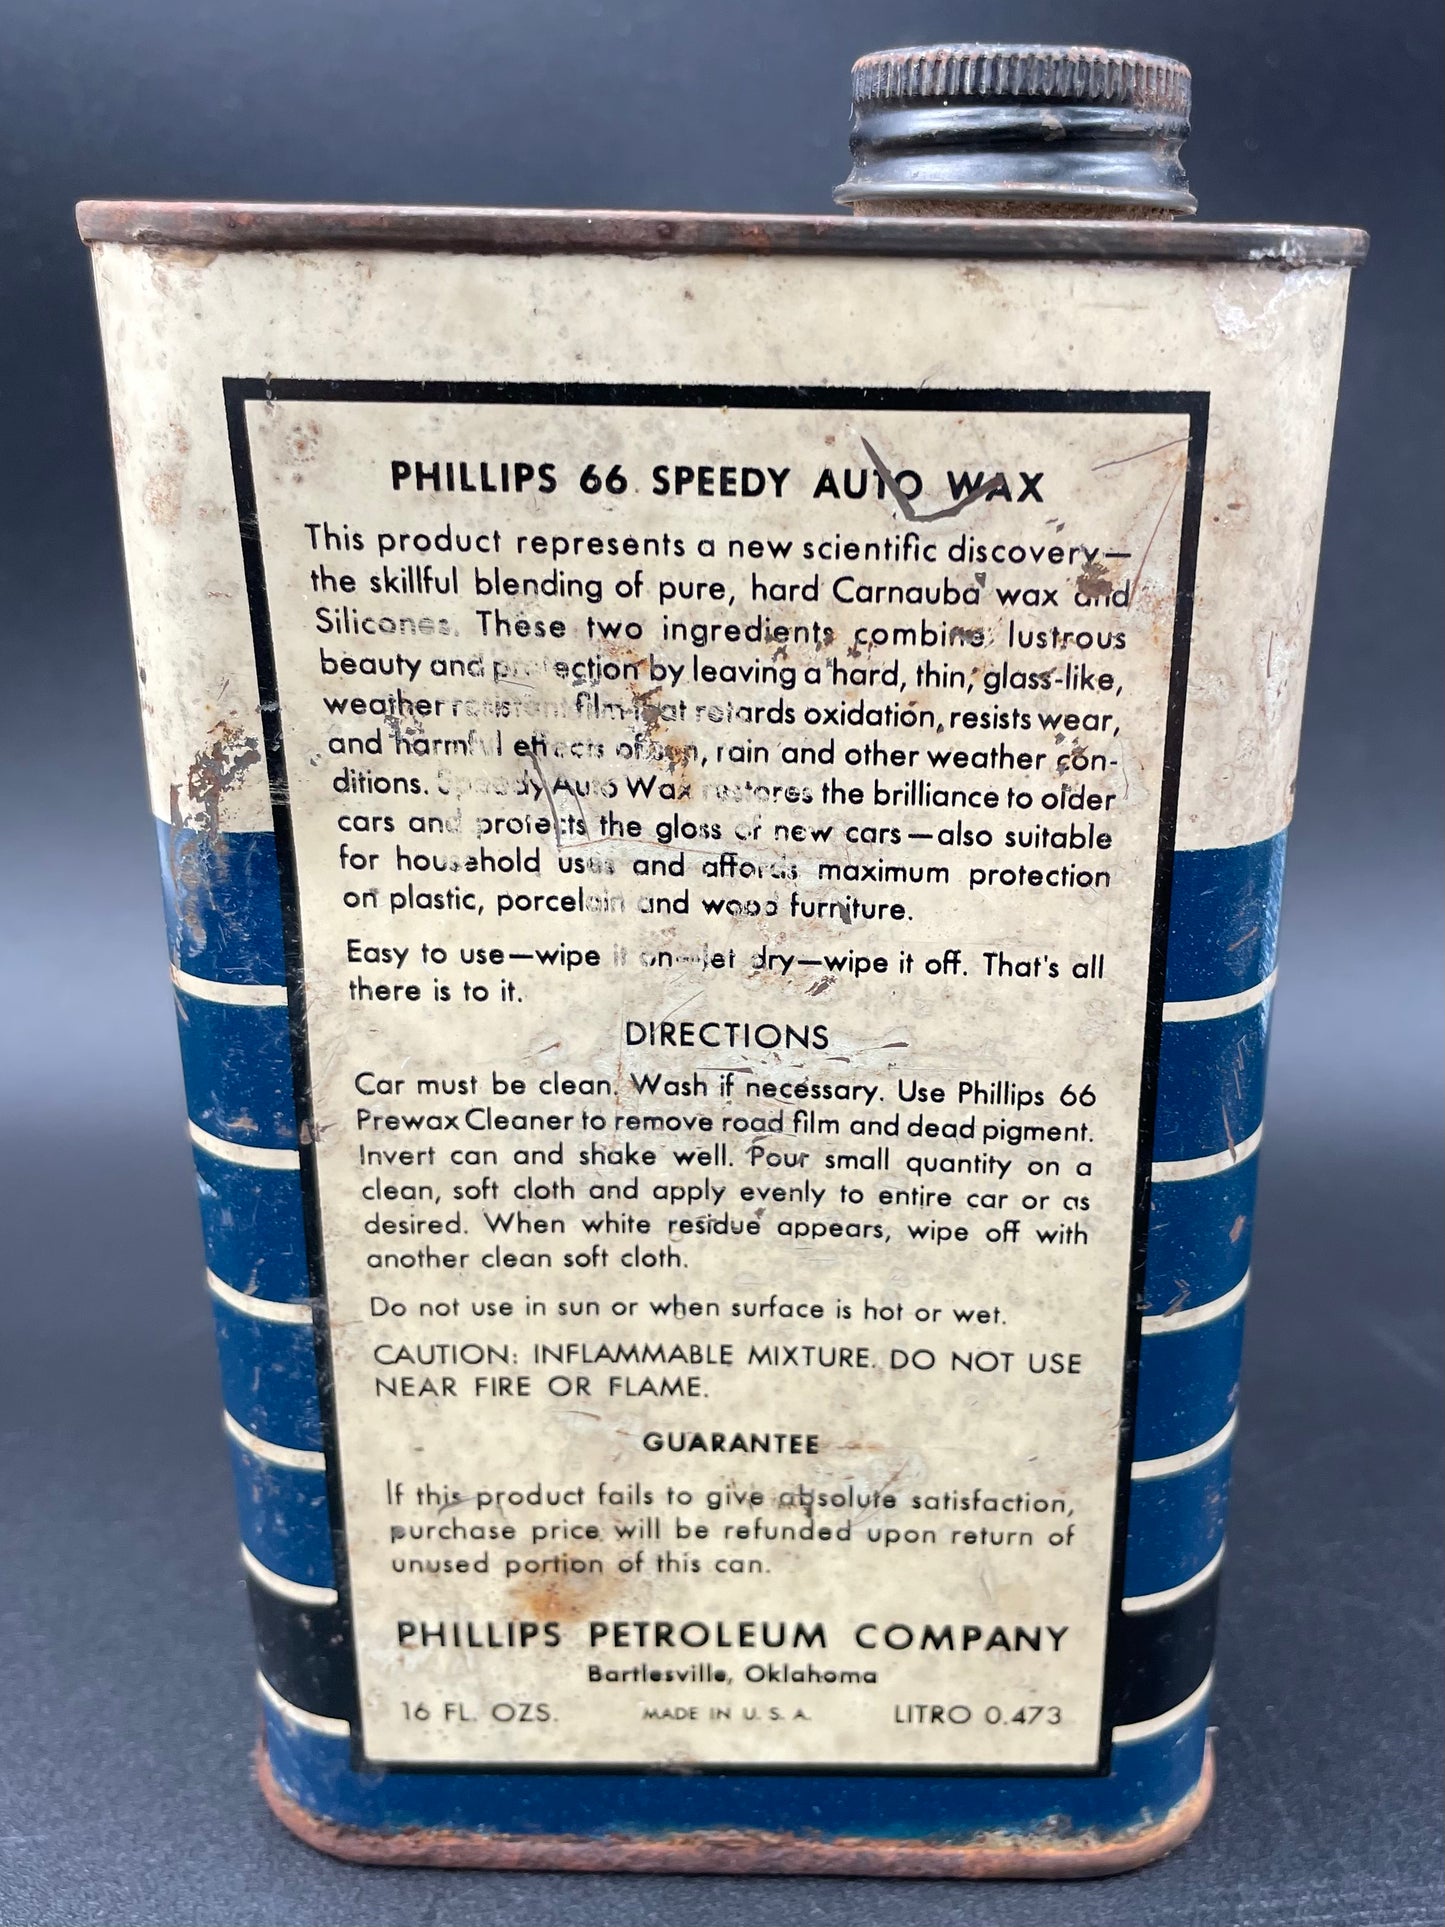 PHILLIPS 66 SPEEDY AUTO WAX
This product represents a new scientific discovery—
the skillful blending of pure, hard Carnauba wax and
Silicones. These two ingredients combine lustrous
beauty and protection by leaving a hard, thin, glass-like,
weather resistant film that retards oxidation, resists wear,
and harmful effects of sun, rain and other weather con-
ditions. Speedy Auto Wax restores the brilliance to older
cars and protects the gloss of new cars—also suitable
for household uses and affords maximum protection
on plastic, porcelain and wood furniture.
Easy to use—wipe it on—let dry—wipe it off. That's all
there is to it.
DIRECTIONS
Car must be clean. Wash if necessary. Use Phillips 66
Prewax Cleaner to remove road film and dead pigment.
Invert can and shake well. Pour small quantity on a
clean, soft cloth and apply evenly to entire car or as
desired. When white residue appears, wipe off with
another clean soft cloth.
Do not use in sun or when surface is hot or wet.
CAUTION: INFLAMMABLE MIXTURE. DO NOT USE
NEAR FIRE OR FLAME.
GUARANTEE
If this product fails to give absolute satisfaction,
purchase price will be refunded upon return of
unused portion of this can.
PHILLIPS PETROLEUM COMPANY
Bartlesville, Oklahoma
16 FL. OZS. MADE IN U. S. A. LITRO 0.473